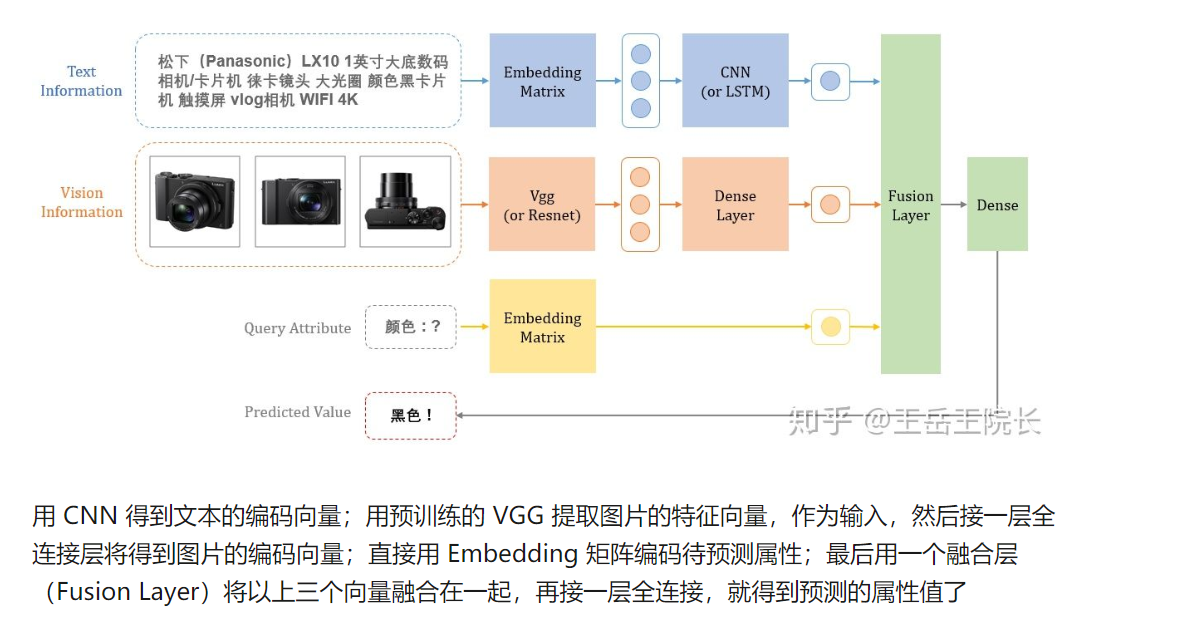 Text
Information
松下（Panasonic）LX10 1英寸大底数码
相机/卡片机 徕卡镜头 大光圈 颜色黑卡片
机 触摸屏 vlog相机 WIFI 4K
Embedding
Matrix
CNN
(or LSTM)
Vision
Information
Vgg
(or Resnet)
Dense
Layer
Fusion
Layer
Dense
Query Attribute
颜色：?
Embedding
Matrix
Predicted Value
黑色！
知乎 @王岳王院长
用 CNN 得到文本的编码向量；用预训练的 VGG 提取图片的特征向量，作为输入，然后接一层全
连接层将得到图片的编码向量；直接用 Embedding 矩阵编码待预测属性；最后用一个融合层
（Fusion Layer）将以上三个向量融合在一起，再接一层全连接，就得到预测的属性值了